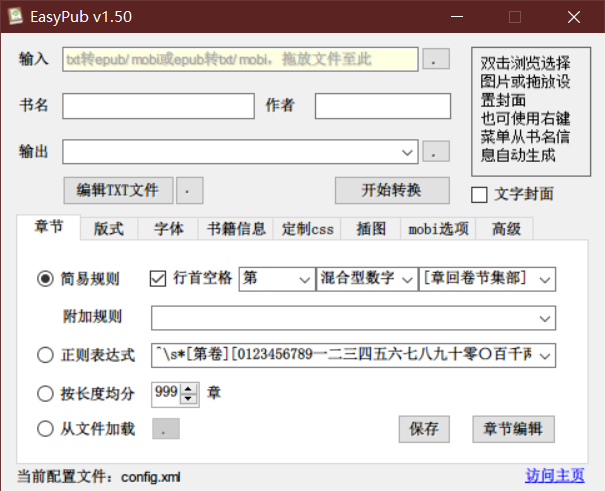 EasyPub v1.50
输入
txt转epub/ mobi或epub转txt/ mobi，拖放文件至此
.
双击浏览选择
图片或拖放设
置封面
也可使用右键
菜单从书名信
息自动生成
书名
作者
输出
.
编辑TXT文件
.
开始转换
文字封面
章节 版式 字体 书籍信息 定制css 插图 mobi选项 高级
简易规则 行首空格 第 混合型数字 [章回卷节集部]
附加规则
正则表达式 ^\s*[第卷][0123456789一二三四五六七八九十零〇百千
按长度均分 999 章
从文件加载 . 保存 章节编辑
当前配置文件：config.xml
访问主页